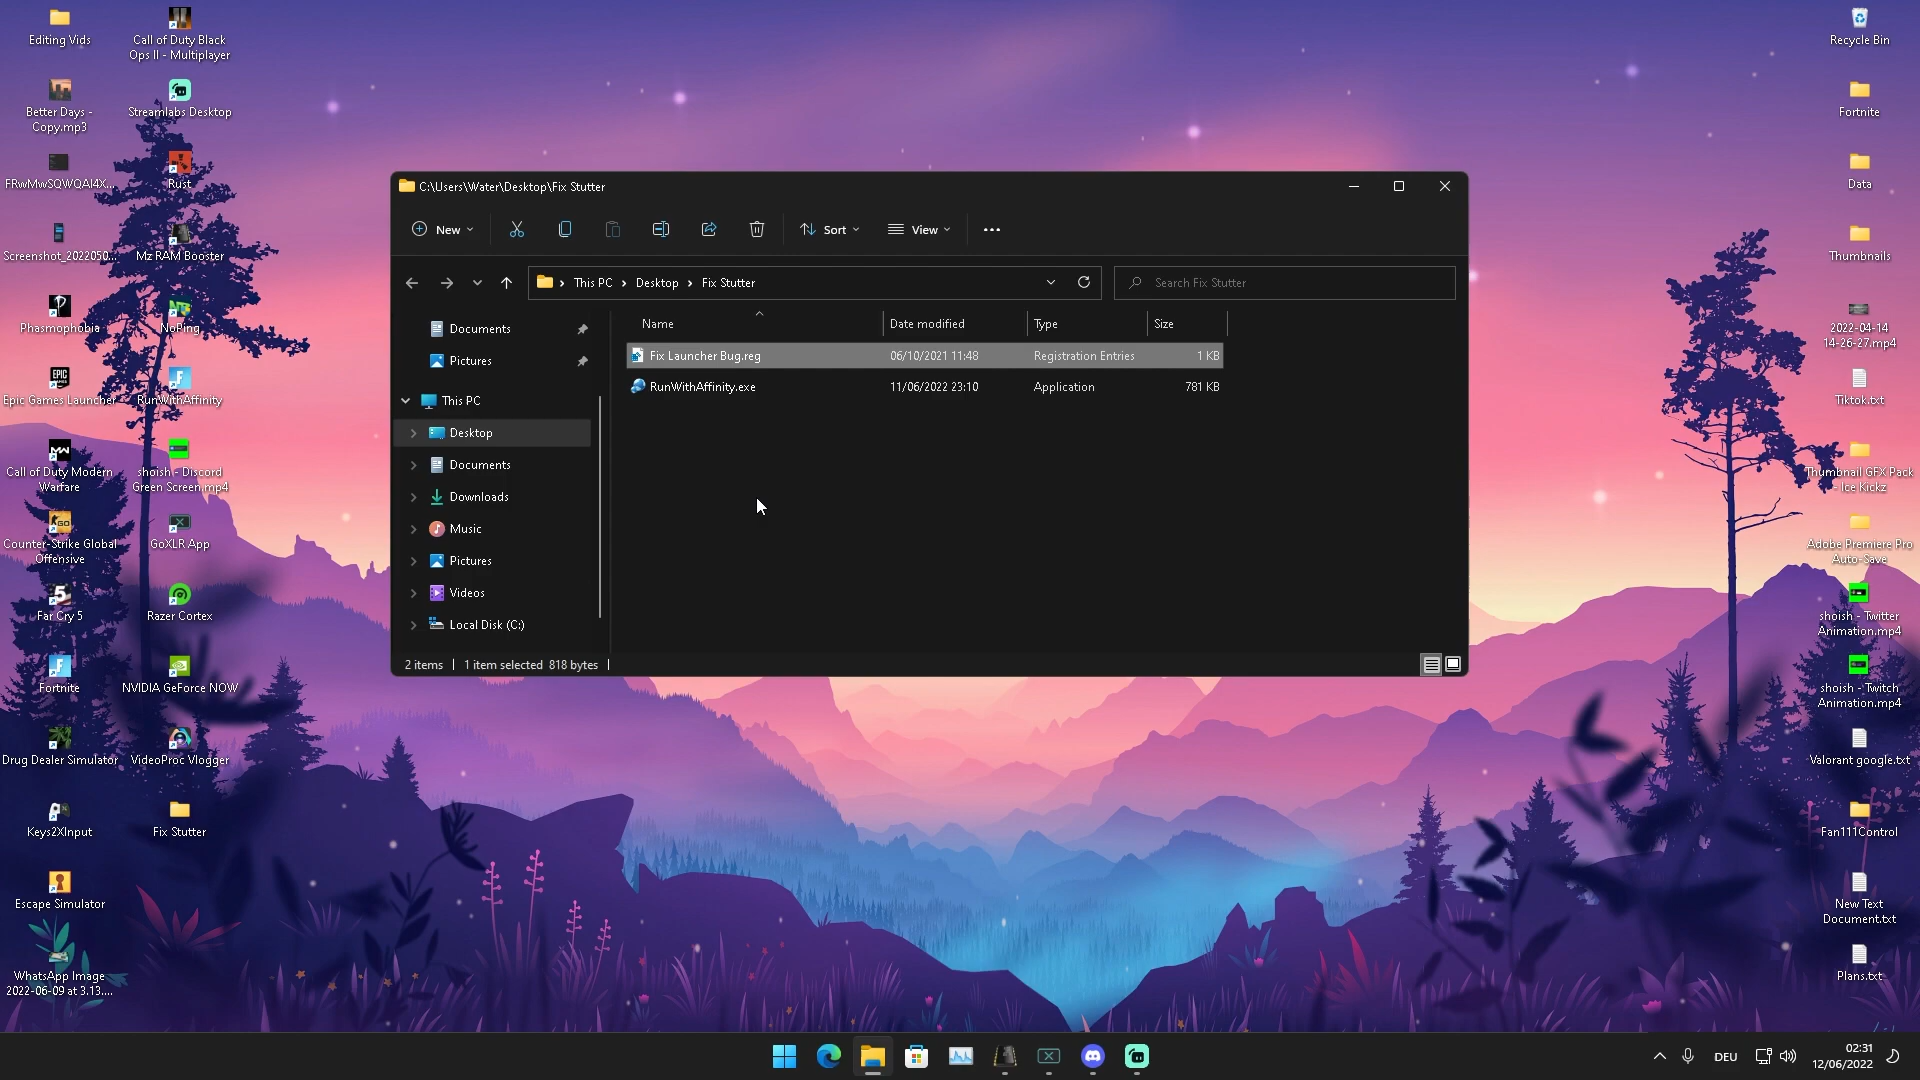 Editing Vids
Call of Duty Black
Ops II - Multiplayer
Better Days -
Copy.mp3
Streamlabs Desktop
FRwMwSQWQAI4X...
Rust
Screenshot_2022050...
Mz RAM Booster
Phasmophobia
NoPing
Epic Games Launcher
RunWithAffinity
Call of Duty Modern
Warfare
shoish - Discord
Green Screen.mp4
Counter-Strike Global
Offensive
GoXLR App
Far Cry 5
Razer Cortex
Fortnite
NVIDIA GeForce NOW
Drug Dealer Simulator
VideoProc Vlogger
Keys2XInput
Fix Stutter
Escape Simulator
WhatsApp Image
2022-06-09 at 3.13....
C:\Users\Water\Desktop\Fix Stutter
New
Sort
View
This PC
Desktop
Fix Stutter
Search Fix Stutter
Documents
Pictures
This PC
Desktop
Documents
Downloads
Music
Pictures
Videos
Local Disk (C:)
Name Date modified Type Size
Fix Launcher Bug.reg 06/10/2021 11:48 Registration Entries 1 KB
RunWithAffinity.exe 11/06/2022 23:10 Application 781 KB
2 items 1 item selected 818 bytes
Recycle Bin
Fortnite
Data
Thumbnails
2022-04-14
14-26-27.mp4
Tiktok.txt
Thumbnail GFX Pack
- Ice Kickz
Adobe Premiere Pro
Auto-Save
shoish - Twitter
Animation.mp4
shoish - Twitch
Animation.mp4
Valorant google.txt
Fan111Control
New Text
Document.txt
Plans.txt
DEU
02:31
12/06/2022